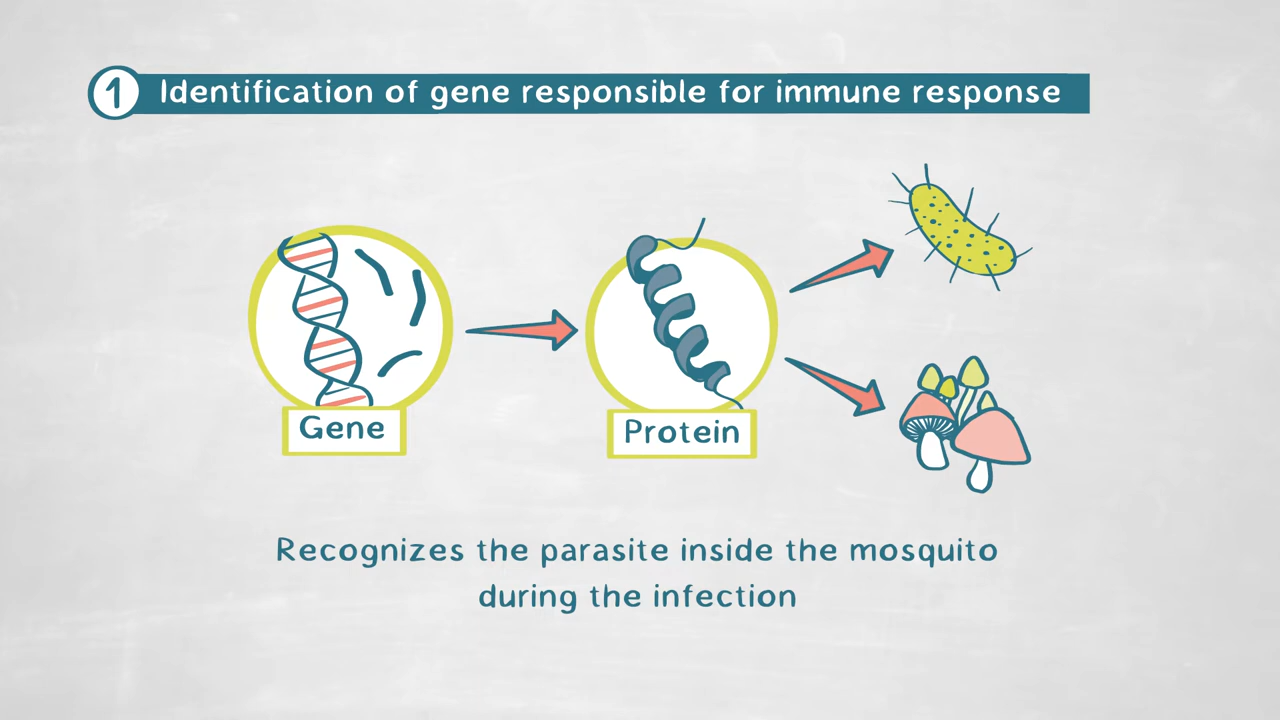 1 Identification of gene responsible for immune response
Gene
Protein
Recognizes the parasite inside the mosquito
during the infection